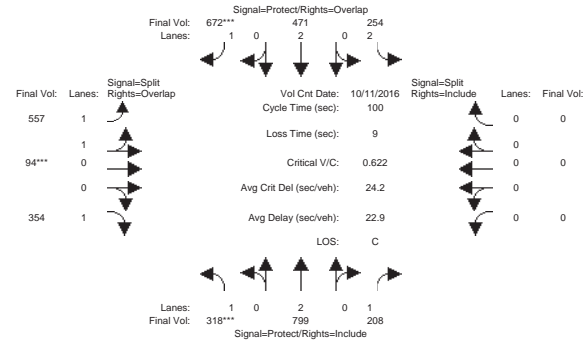 Signal=Protect/Rights=Overlap
Final Vol: 672*** 471 254
Lanes: 1 0 2 0 2
Signal=Split Signal=Split
Final Vol: Lanes: Rights=Overlap Vol Cnt Date: 10/11/2016 Rights=Include Lanes: Final Vol:
Cycle Time (sec): 100
557 1 0 0
Loss Time (sec): 9
1 0
94*** 0 Critical V/C: 0.622 0 0
0 Avg Crit Del (sec/veh): 24.2 0
354 1 Avg Delay (sec/veh): 22.9 0 0
LOS: C
Lanes: 1 0 2 0 1
Final Vol: 318*** 799 208
Signal=Protect/Rights=Include